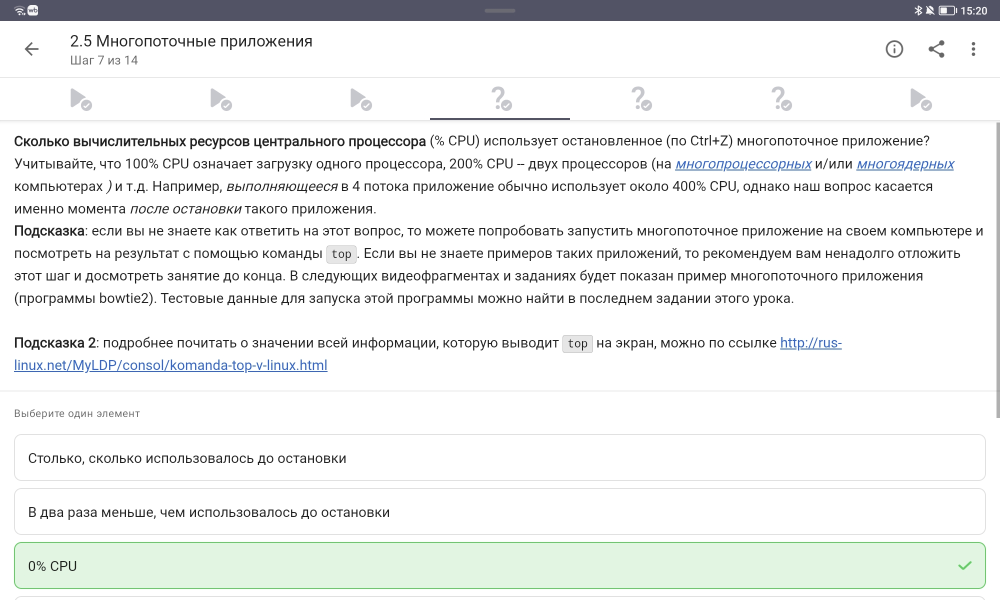 wb
15:20
2.5 Многопоточные приложения
Шаг 7 из 14
Сколько вычислительных ресурсов центрального процессора (% CPU) использует остановленное (по Ctrl+Z) многопоточное приложение?
Учитывайте, что 100% CPU означает загрузку одного процессора, 200% CPU -- двух процессоров (на многопроцессорных и/или многоядерных
компьютерах ) и т.д. Например, выполняющееся в 4 потока приложение обычно использует около 400% CPU, однако наш вопрос касается
именно момента после остановки такого приложения.
Подсказка: если вы не знаете как ответить на этот вопрос, то можете попробовать запустить многопоточное приложение на своем компьютере и
посмотреть на результат с помощью команды top. Если вы не знаете примеров таких приложений, то рекомендуем вам ненадолго отложить
этот шаг и досмотреть занятие до конца. В следующих видеофрагментах и заданиях будет показан пример многопоточного приложения
(программы bowtie2). Тестовые данные для запуска этой программы можно найти в последнем задании этого урока.
Подсказка 2: подробнее почитать о значении всей информации, которую выводит top на экран, можно по ссылке http://rus-
linux.net/MyLDP/consol/komanda-top-v-linux.html
Выберите один элемент
Столько, сколько использовалось до остановки
В два раза меньше, чем использовалось до остановки
0% CPU